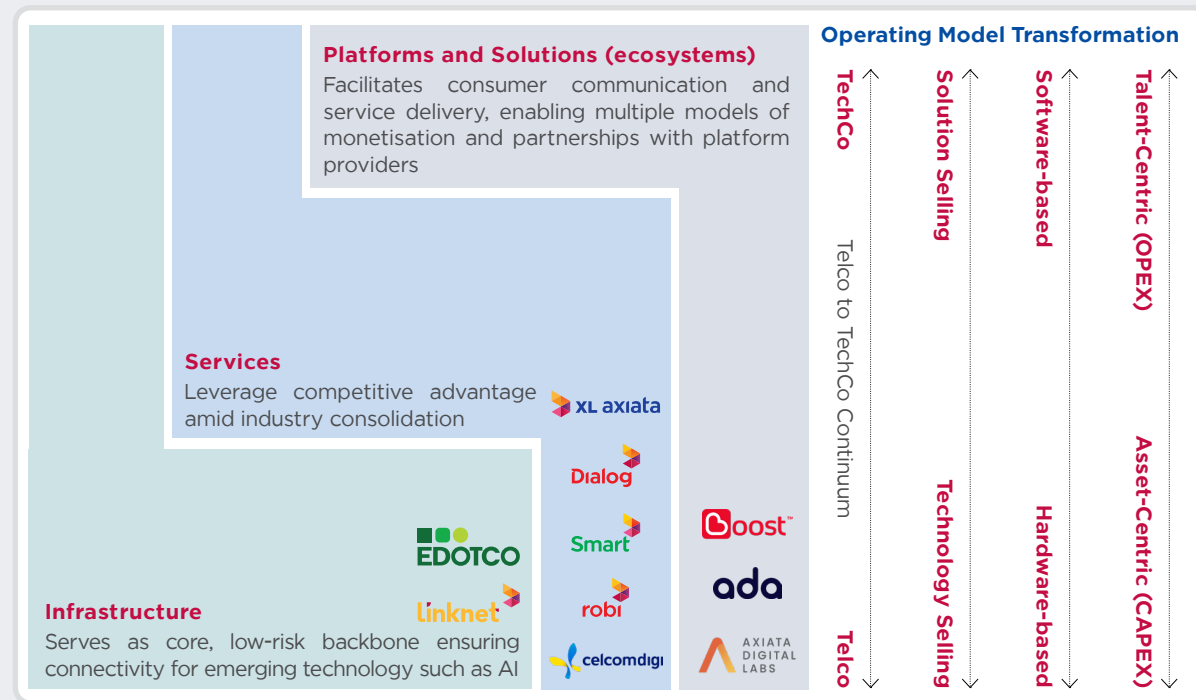 Platforms and Solutions (ecosystems)
Facilitates consumer communication and
service delivery, enabling multiple models of
monetisation and partnerships with platform
providers
Services
Leverage competitive advantage
amid industry consolidation
XL axiata
Dialog
Smart
robi
celcomdigi
EDOTCO
linknet
Infrastructure
Serves as core, low-risk backbone ensuring
connectivity for emerging technology such as AI
Boost™
ada
AXIATA
DIGITAL
LABS
Operating Model Transformation
TechCo
Telco to TechCo Continuum
Telco
Solution Selling
Technology Selling
Software-based
Hardware-based
Talent-Centric (OPEX)
Asset-Centric (CAPEX)